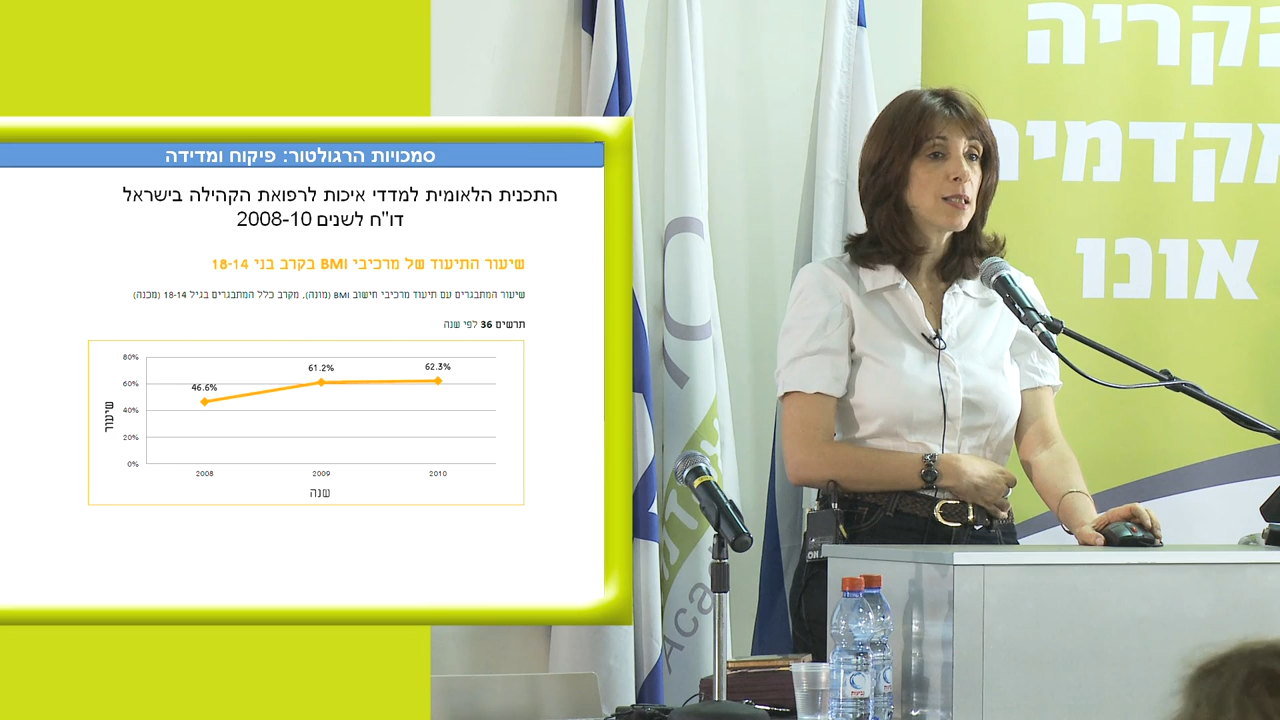 סמכויות הרגולטור: פיקוח ומדידה
התכנית הלאומית למדדי איכות לרפואת הקהילה בישראל
דו"ח לשנים 2008-10
שיעור התיעוד של מרכיבי BMI בקרב בני 18-14
שיעור המתבגרים עם תיעוד מרכיבי חישוב BMI (מונה), מקרב כלל המתבגרים בגיל 18-14 (מכנה)
תרשים 36 לפי שנה
80%
60%
40%
20%
0%
46.6%
61.2%
62.3%
שיעור
2008
2009
2010
שנה
הקריה
אונו
Aca